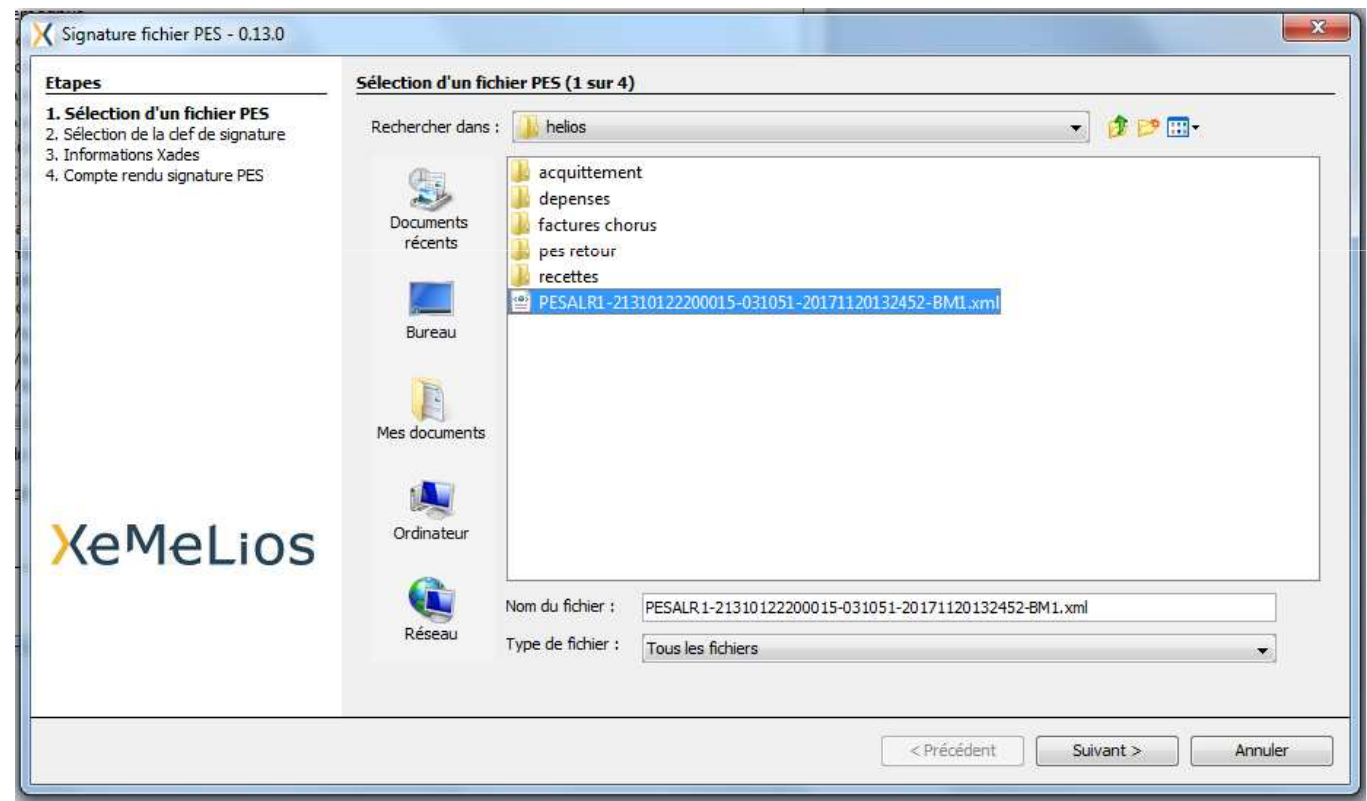 Signature fichier PES - 0.13.0
Etapes
1. Sélection d'un fichier PES
2. Sélection de la clef de signature
3. Informations Xades
4. Compte rendu signature PES
XeMeLios
Sélection d'un fichier PES (1 sur 4)
Rechercher dans :
helios
Documents
récents
Bureau
Mes documents
Ordinateur
Réseau
acquittement
depenses
factures chorus
pes retour
recettes
PESALR1-21310122200015-031051-20171120132452-BM1.xml
Nom du fichier :
PESALR1-21310122200015-031051-20171120132452-BM1.xml
Type de fichier :
Tous les fichiers
< Précédent
Suivant >
Annuler